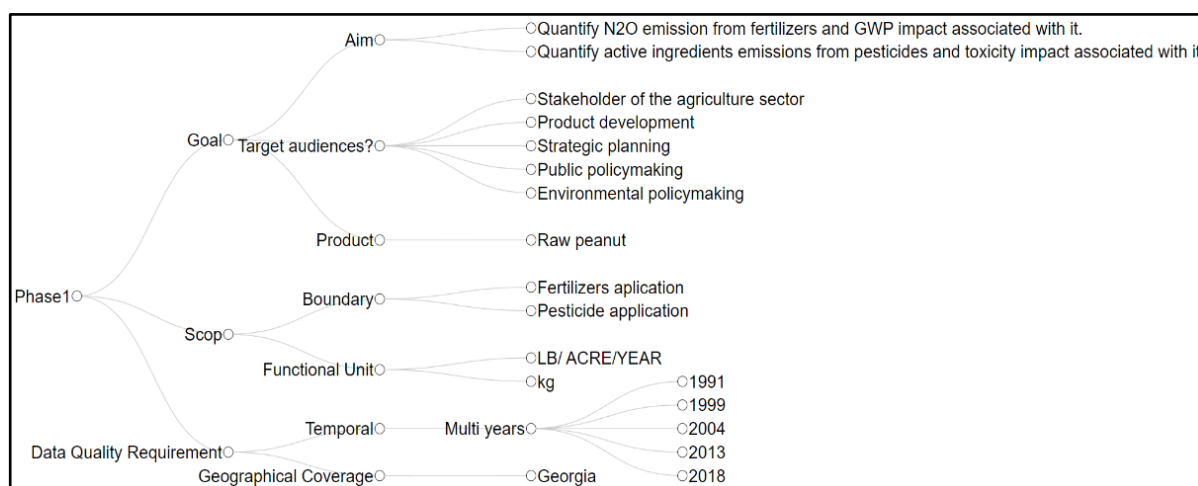 Aim
Quantify N2O emission from fertilizers and GWP impact associated with it.
Quantify active ingredients emissions from pesticides and toxicity impact associated with it
Goal
Target audiences?
Stakeholder of the agriculture sector
Product development
Strategic planning
Public policymaking
Environmental policymaking
Product
Raw peanut
Phase1
Scop
Boundary
Fertilizers aplication
Pesticide application
Functional Unit
LB/ ACRE/YEAR
kg
Data Quality Requirement
Temporal
Multi years
1991
1999
2004
2013
2018
Geographical Coverage
Georgia